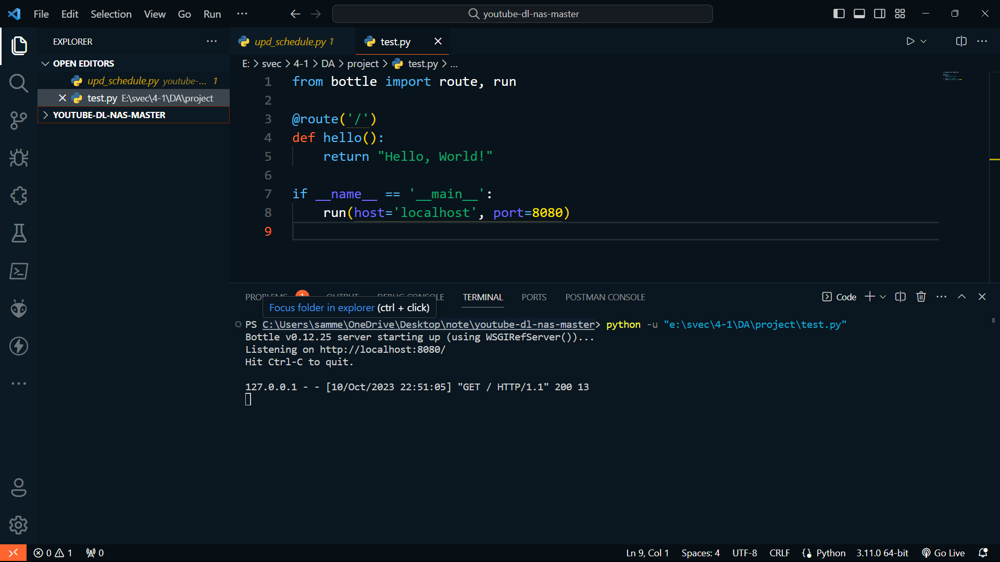 File Edit Selection View Go Run ··· youtube-dl-nas-master
EXPLORER
OPEN EDITORS
upd_schedule.py youtube-... 1
test.py E:\svec\4-1\DA\project
YOUTUBE-DL-NAS-MASTER
upd_schedule.py 1 test.py
E: > svec > 4-1 > DA > project > test.py > ...
1 from bottle import route, run
2
3 @route('/')
4 def hello():
5 return "Hello, World!"
6
7 if __name__ == '__main__':
8 run(host='localhost', port=8080)
9
PROBLEMS 1 OUTPUT DEBUG CONSOLE TERMINAL PORTS POSTMAN CONSOLE Code
Focus folder in explorer (ctrl + click)
PS C:\Users\samme\OneDrive\Desktop\note\youtube-dl-nas-master> python -u "e:\svec\4-1\DA\project\test.py"
Bottle v0.12.25 server starting up (using WSGIRefServer())...
Listening on http://localhost:8080/
Hit Ctrl-C to quit.
127.0.0.1 - - [10/Oct/2023 22:51:05] "GET / HTTP/1.1" 200 13
0 1 0 Ln 9, Col 1 Spaces: 4 UTF-8 CRLF Python 3.11.0 64-bit Go Live